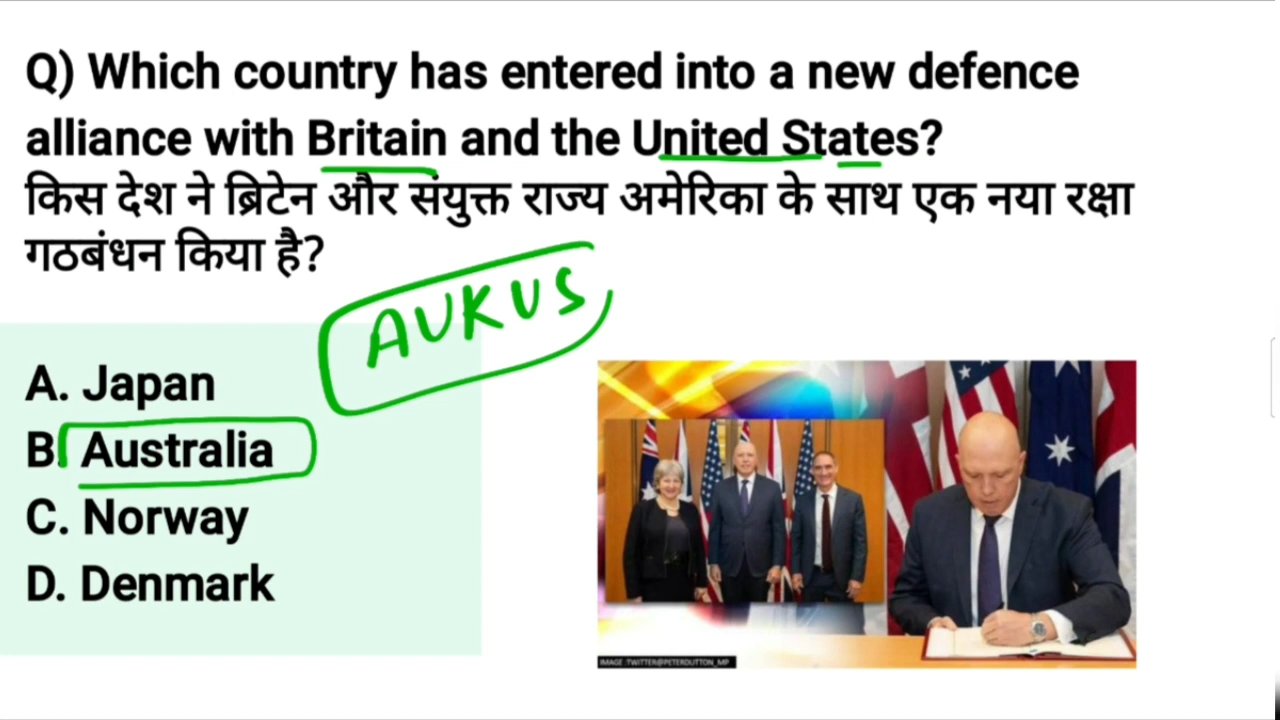 Q) Which country has entered into a new defence
alliance with Britain and the United States?
किस देश ने ब्रिटेन और संयुक्त राज्य अमेरिका के साथ एक नया रक्षा
गठबंधन किया है?
AUKUS
A. Japan
B. Australia
C. Norway
D. Denmark
IMAGE :TWITTER@PETERDUTTON_MP